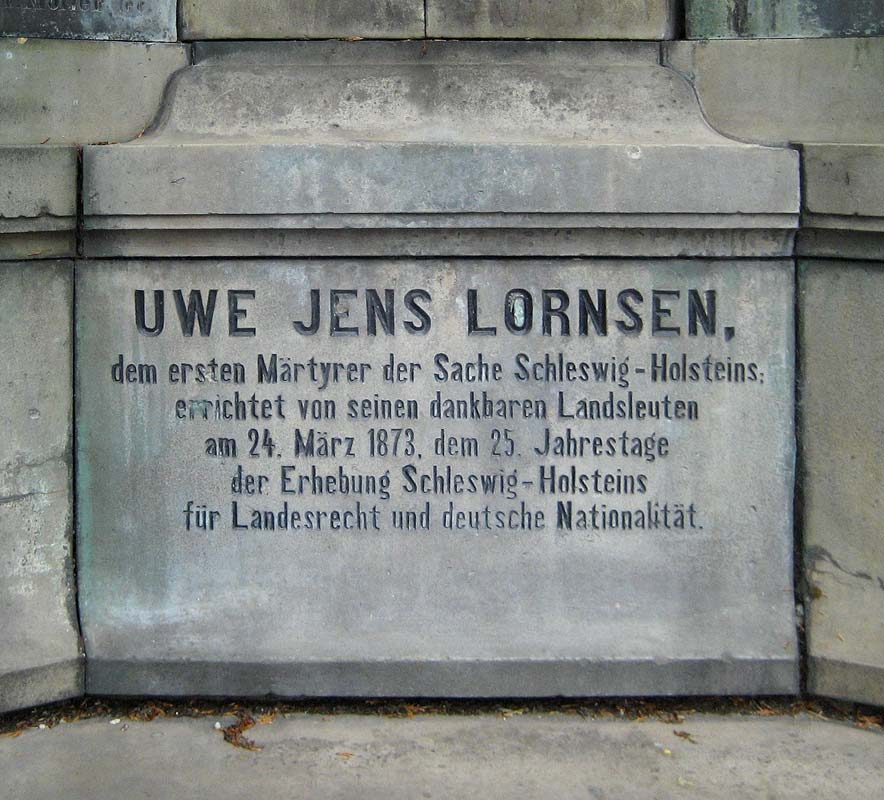 UWE JENS LORNSEN,
dem ersten Märtyrer der Sache Schleswig-Holsteins;
errichtet von seinen dankbaren Landsleuten
am 24. März 1873, dem 25. Jahrestage
der Erhebung Schleswig-Holsteins
für Landesrecht und deutsche Nationalität.